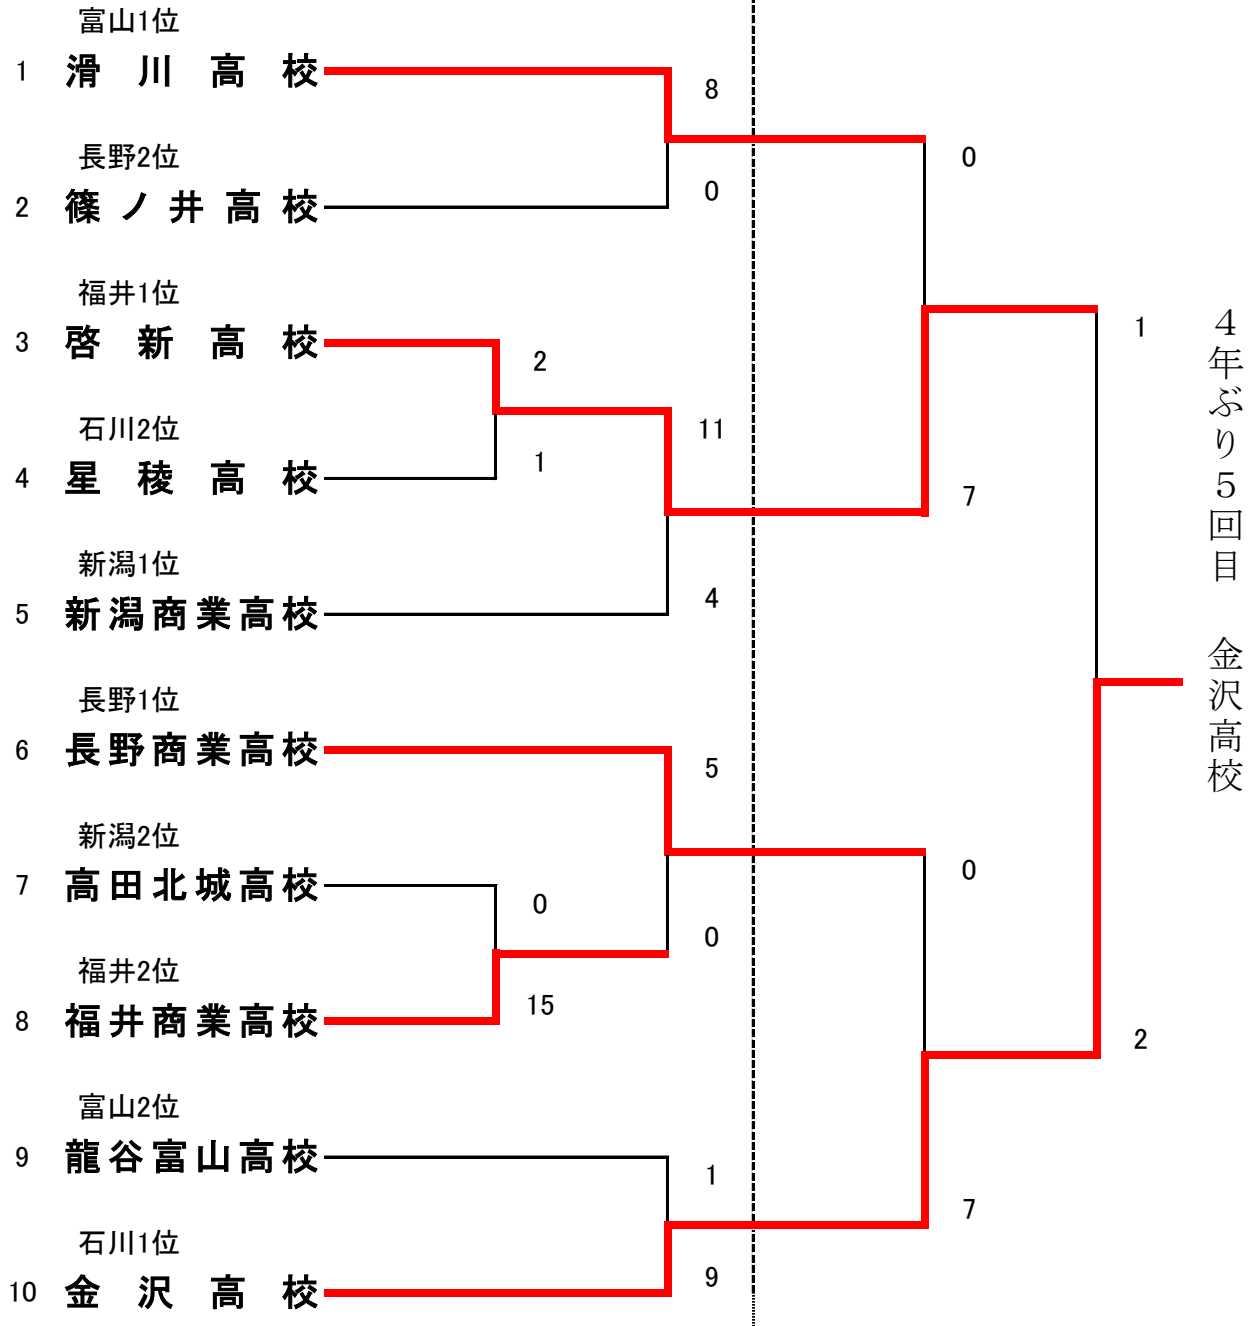 富山1位
1 滑川高校
8
長野2位
0
0
2 篠ノ井高校
福井1位
3 啓新高校
2
1
石川2位
11
4 星稜高校
1
7
新潟1位
5 新潟商業高校
4
長野1位
6 長野商業高校
5
新潟2位
7 高田北城高校
0
0
福井2位
0
8 福井商業高校
15
2
富山2位
9 龍谷富山高校
1
7
石川1位
10 金沢高校
9
4年ぶり5回目 金沢高校